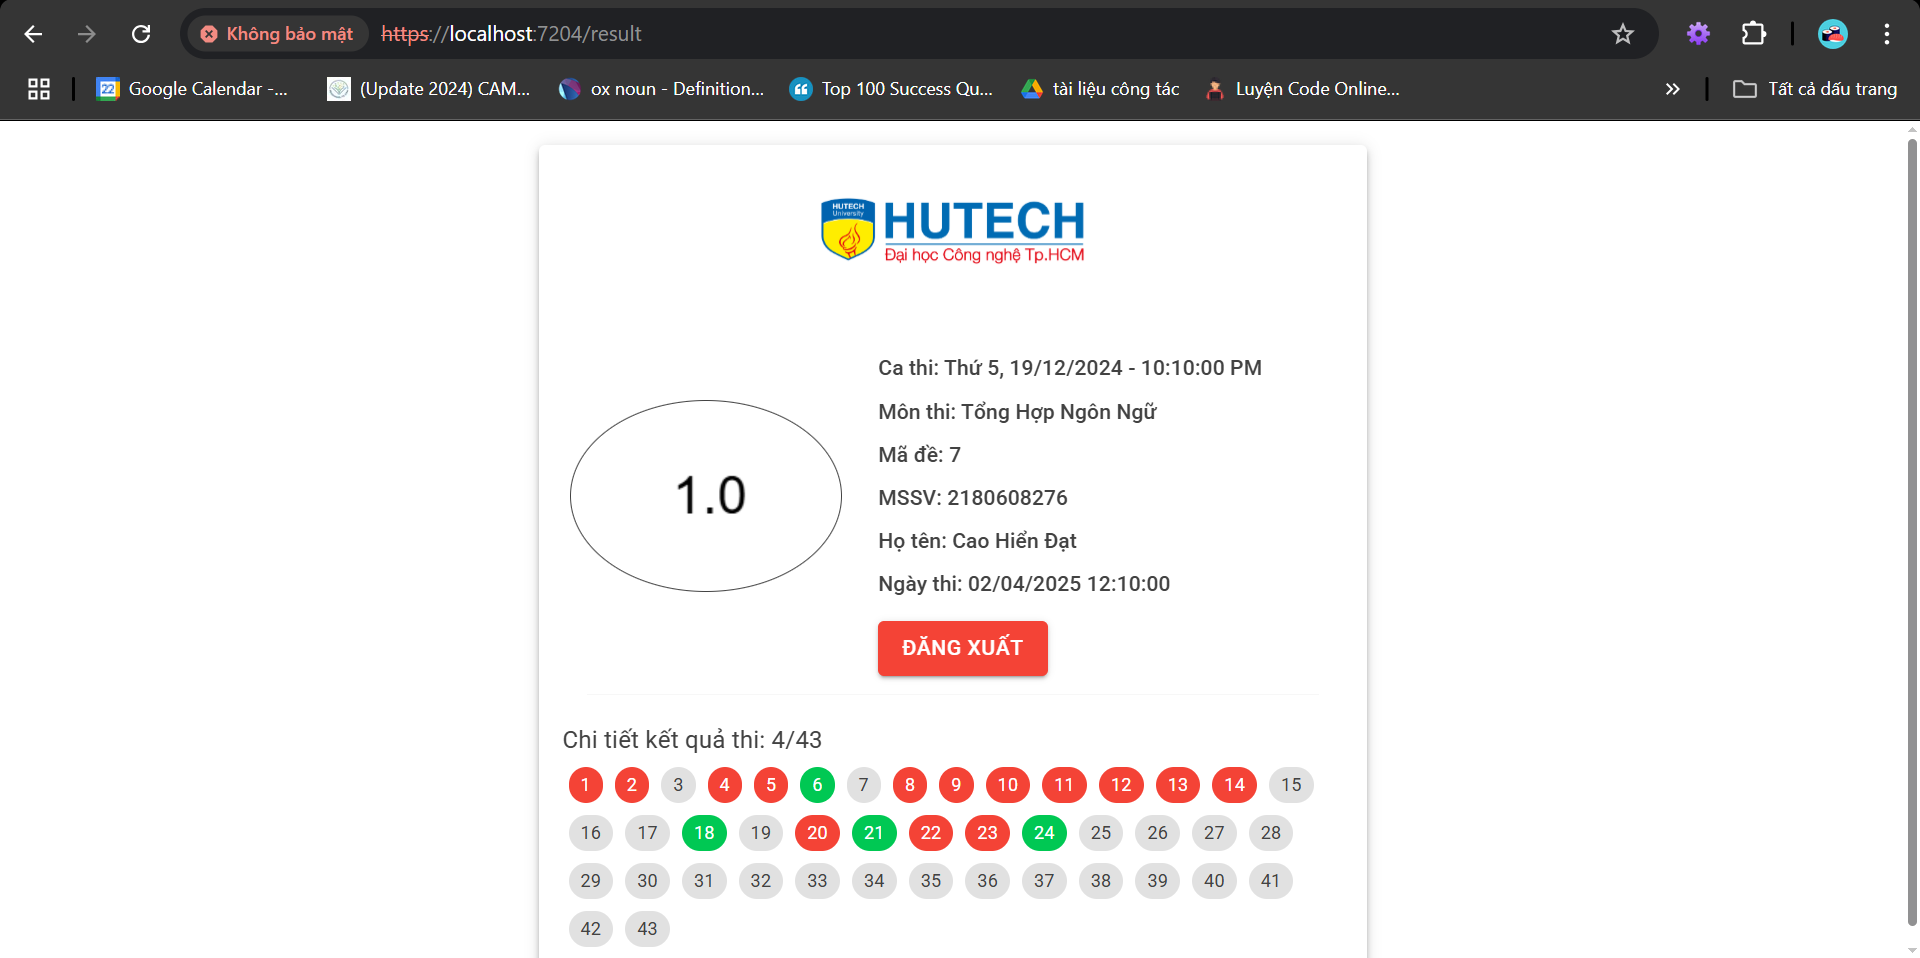 Không bảo mật https://localhost:7204/result
Google Calendar -... (Update 2024) CAM... ox noun - Definition... Top 100 Success Qu... tài liệu công tác Luyện Code Online... Tất cả dấu trang
HUTECH
University
HUTECH
Đại học Công nghệ Tp.HCM
Ca thi: Thứ 5, 19/12/2024 - 10:10:00 PM
Môn thi: Tổng Hợp Ngôn Ngữ
Mã đề: 7
1.0
MSSV: 2180608276
Họ tên: Cao Hiển Đạt
Ngày thi: 02/04/2025 12:10:00
ĐĂNG XUẤT
Chi tiết kết quả thi: 4/43
1 2 3 4 5 6 7 8 9 10 11 12 13 14 15
16 17 18 19 20 21 22 23 24 25 26 27 28
29 30 31 32 33 34 35 36 37 38 39 40 41
42 43